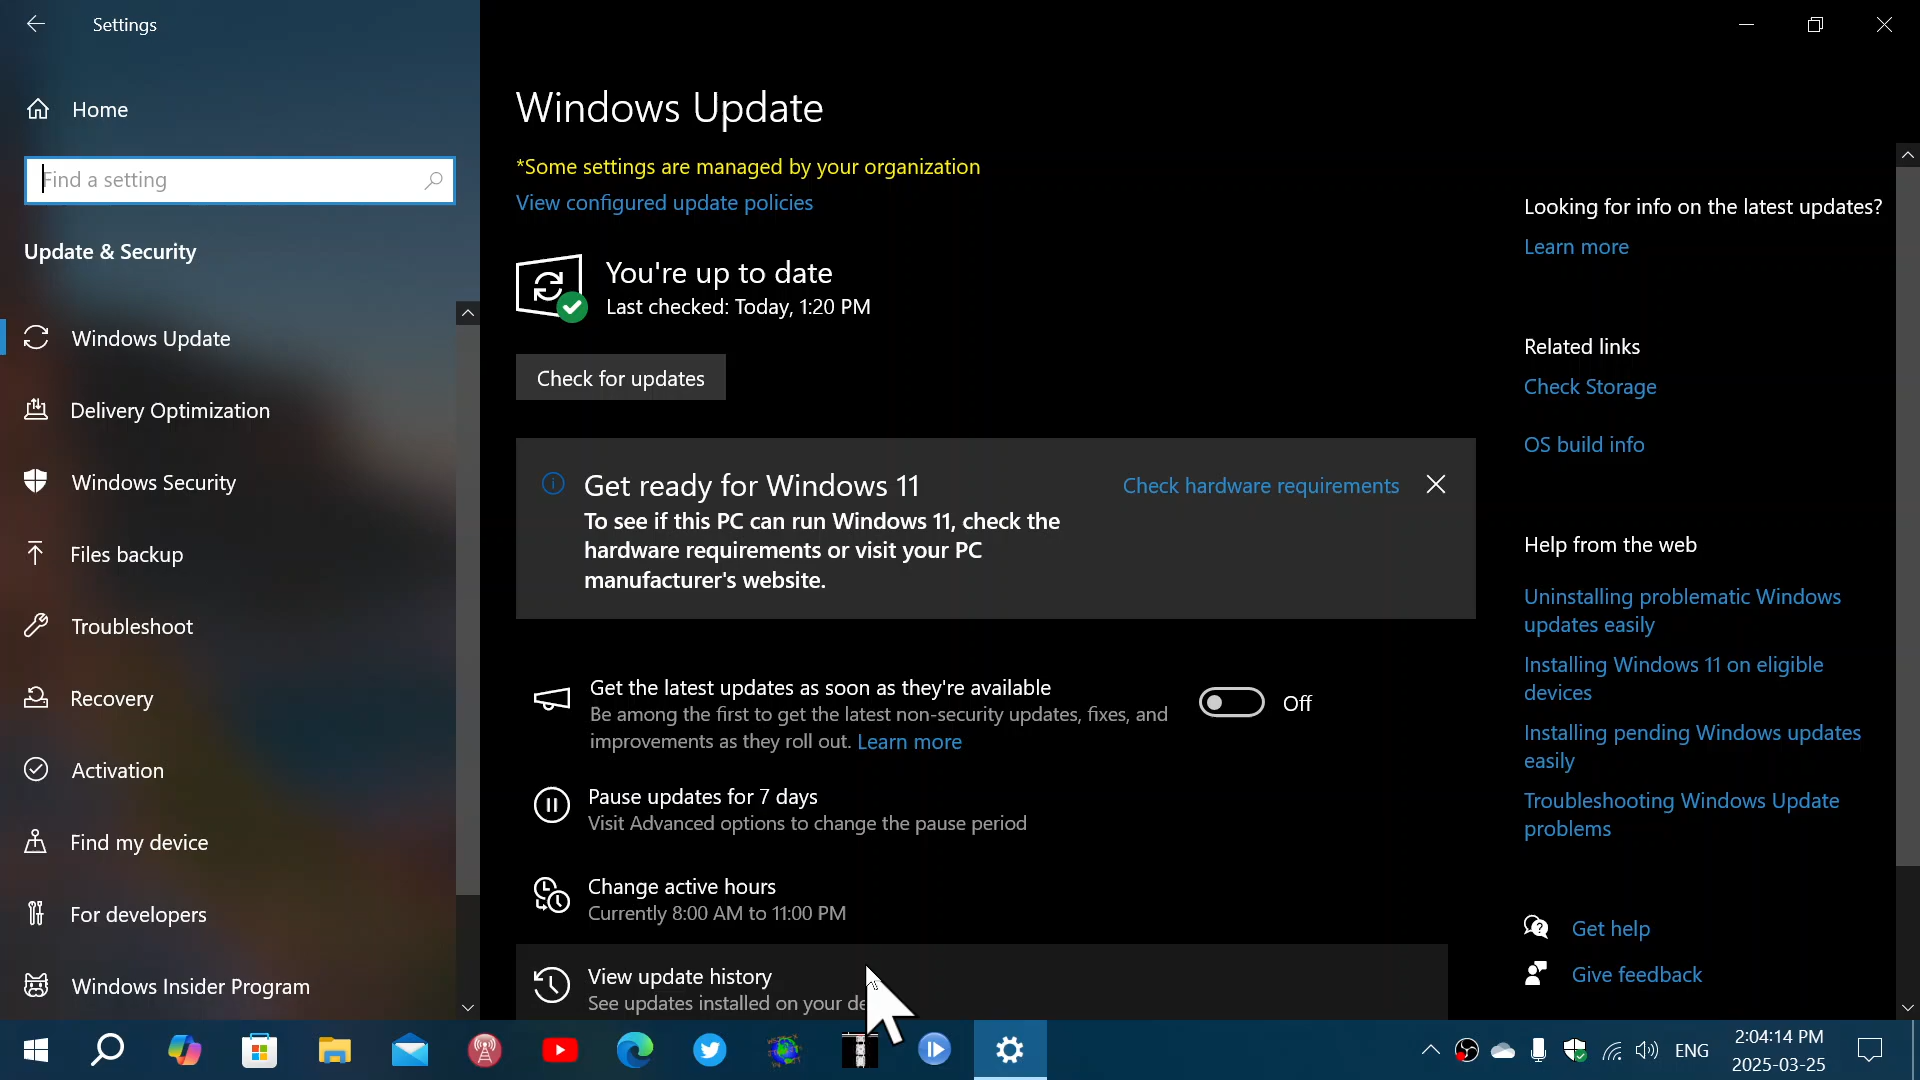 Settings
Home
Find a setting
Update & Security
Windows Update
Delivery Optimization
Windows Security
Files backup
Troubleshoot
Recovery
Activation
Find my device
For developers
Windows Insider Program
Windows Update
*Some settings are managed by your organization
View configured update policies
You're up to date
Last checked: Today, 1:20 PM
Check for updates
Get ready for Windows 11
Check hardware requirements
To see if this PC can run Windows 11, check the
hardware requirements or visit your PC
manufacturer's website.
Get the latest updates as soon as they're available
Be among the first to get the latest non-security updates, fixes, and
improvements as they roll out. Learn more
Off
Pause updates for 7 days
Visit Advanced options to change the pause period
Change active hours
Currently 8:00 AM to 11:00 PM
View update history
See updates installed on your de
Looking for info on the latest updates?
Learn more
Related links
Check Storage
OS build info
Help from the web
Uninstalling problematic Windows
updates easily
Installing Windows 11 on eligible
devices
Installing pending Windows updates
easily
Troubleshooting Windows Update
problems
Get help
Give feedback
ENG
2:04:14 PM
2025-03-25